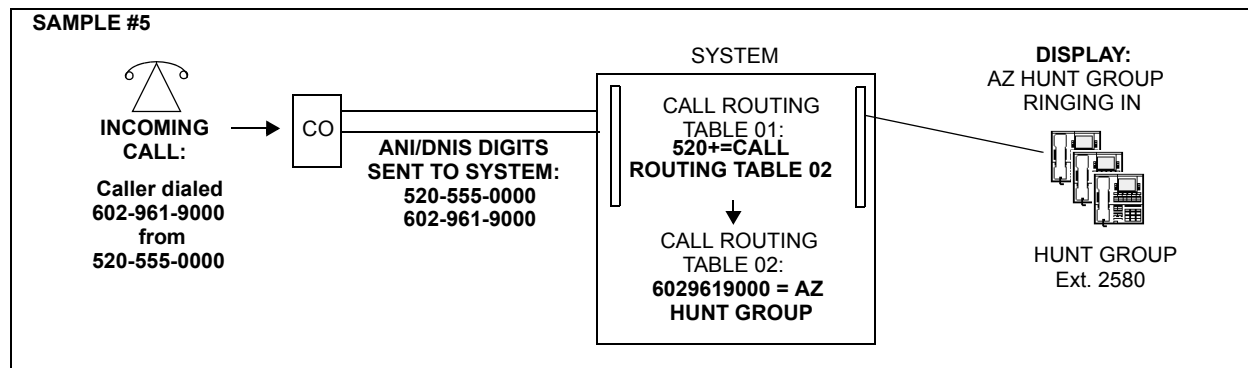 SAMPLE #5
INCOMING
CALL:
Caller dialed
602-961-9000
from
520-555-0000
CO
ANI/DNIS DIGITS
SENT TO SYSTEM:
520-555-0000
602-961-9000
SYSTEM
CALL ROUTING
TABLE 01:
520+=CALL
ROUTING TABLE 02
CALL ROUTING
TABLE 02:
6029619000 = AZ
HUNT GROUP
DISPLAY:
AZ HUNT GROUP
RINGING IN
HUNT GROUP
Ext. 2580